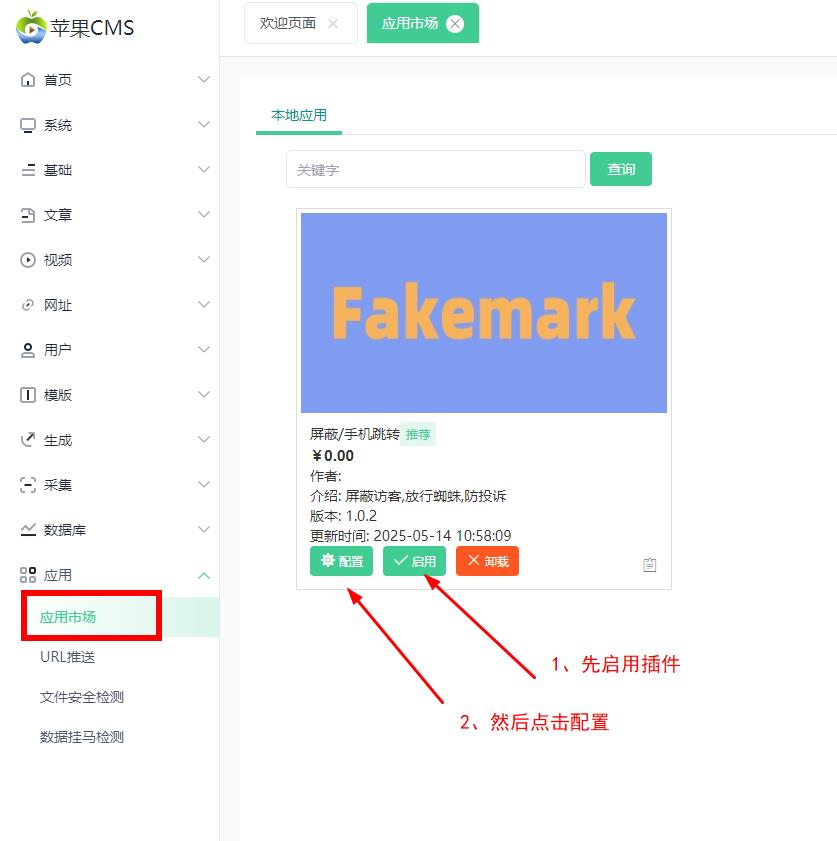 苹果CMS
欢迎页面
应用市场
首页
系统
基础
文章
视频
网址
用户
模版
生成
采集
数据库
应用
应用市场
URL推送
文件安全检测
数据挂马检测
本地应用
关键字
查询
Fakemark
屏蔽/手机跳转 推荐
￥0.00
作者:
介绍: 屏蔽访客,放行蜘蛛,防投诉
版本: 1.0.2
更新时间: 2025-05-14 10:58:09
配置 启用 卸载
1、先启用插件
2、然后点击配置